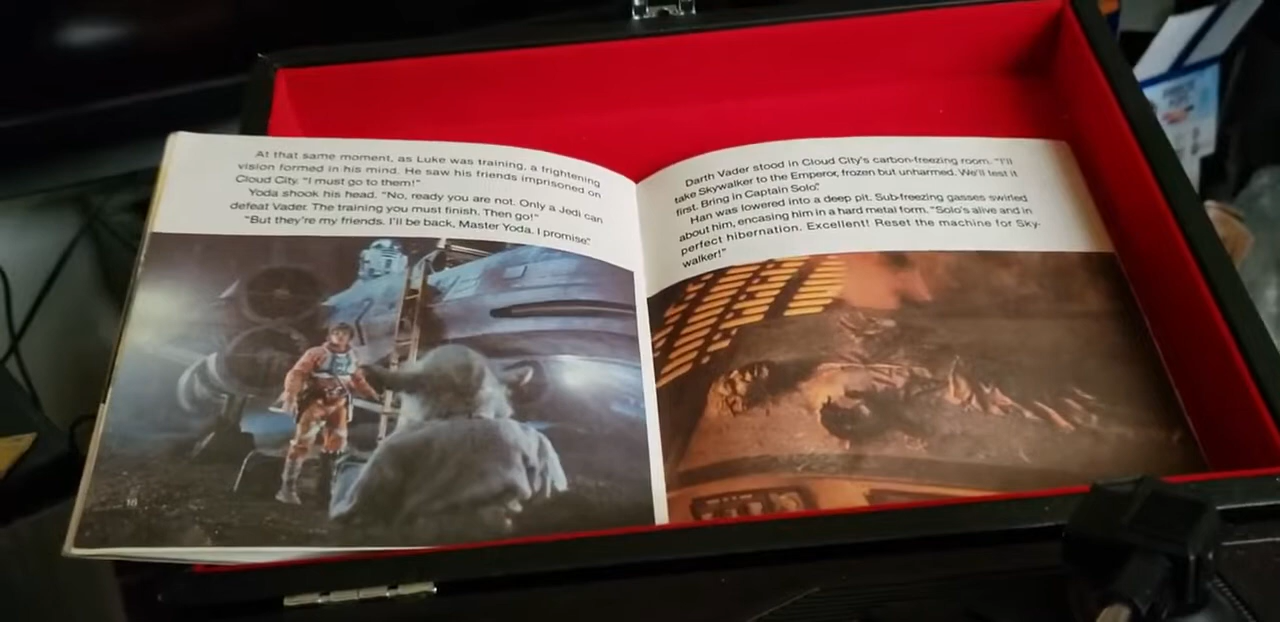 At that same moment, as Luke was training, a frightening
vision formed in his mind. He saw his friends imprisoned on
Cloud City. "I must go to them!"
Yoda shook his head. "No, ready you are not. Only a Jedi can
defeat Vader. The training you must finish. Then go!"
"But they're my friends. I'll be back, Master Yoda. I promise."
18
Darth Vader stood in Cloud City's carbon-freezing room. "I'll
take Skywalker to the Emperor, frozen but unharmed. We'll test it
first. Bring in Captain Solo."
Han was lowered into a deep pit. Sub-freezing gasses swirled
about him, encasing him in a hard metal form. "Solo's alive and in
perfect hibernation. Excellent! Reset the machine for Sky-
walker!"